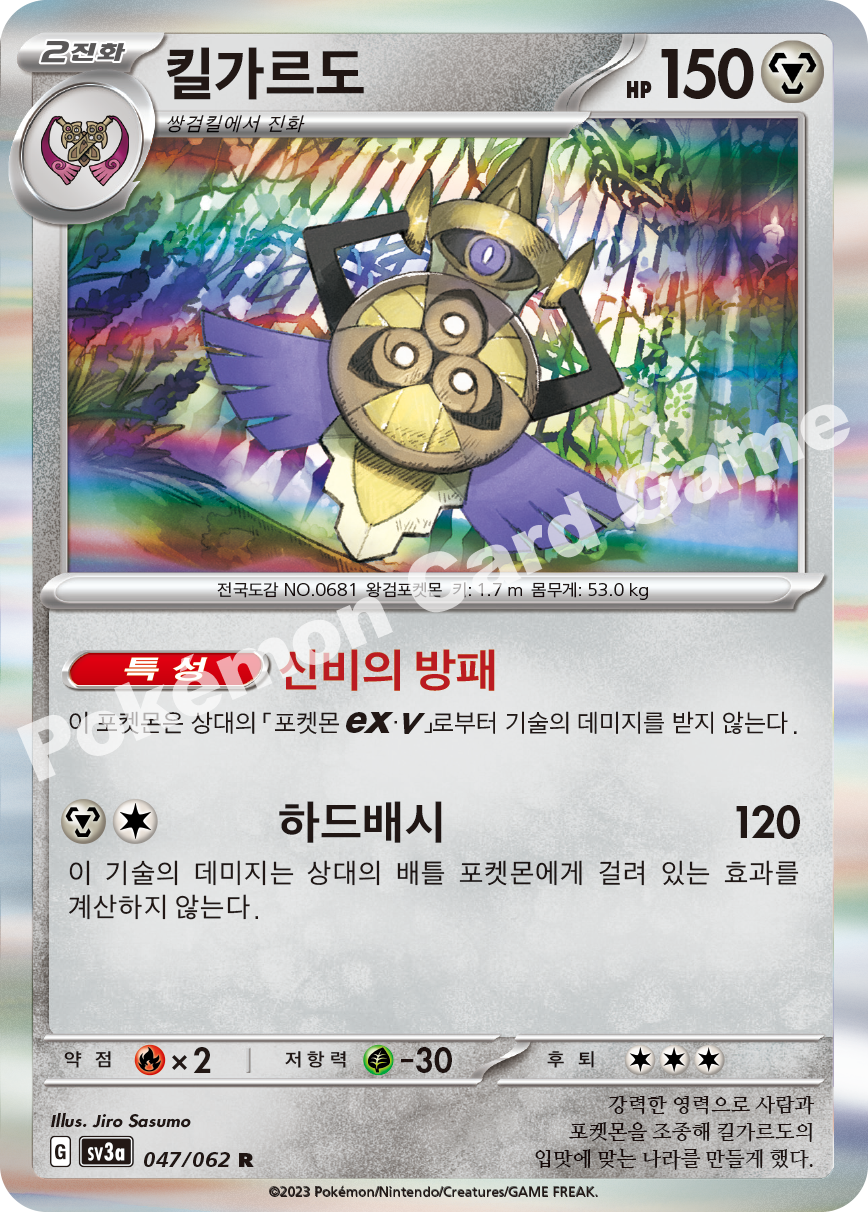 2진화
킬가르도
HP 150
쌍검킬에서 진화
전국도감 NO.0681 왕검포켓몬 키: 1.7 m 몸무게: 53.0 kg
특성 신비의 방패
이 포켓몬은 상대의 「포켓몬 ex·V」로부터 기술의 데미지를 받지 않는다.
하드배시 120
이 기술의 데미지는 상대의 배틀 포켓몬에게 걸려 있는 효과를
계산하지 않는다.
약점 ×2 저항력 -30 후퇴
Illus. Jiro Sasumo
G sv3a 047/062 R
강력한 영력으로 사람과
포켓몬을 조종해 킬가르도의
입맛에 맞는 나라를 만들게 했다.
©2023 Pokémon/Nintendo/Creatures/GAME FREAK.
Pokémon Card Game